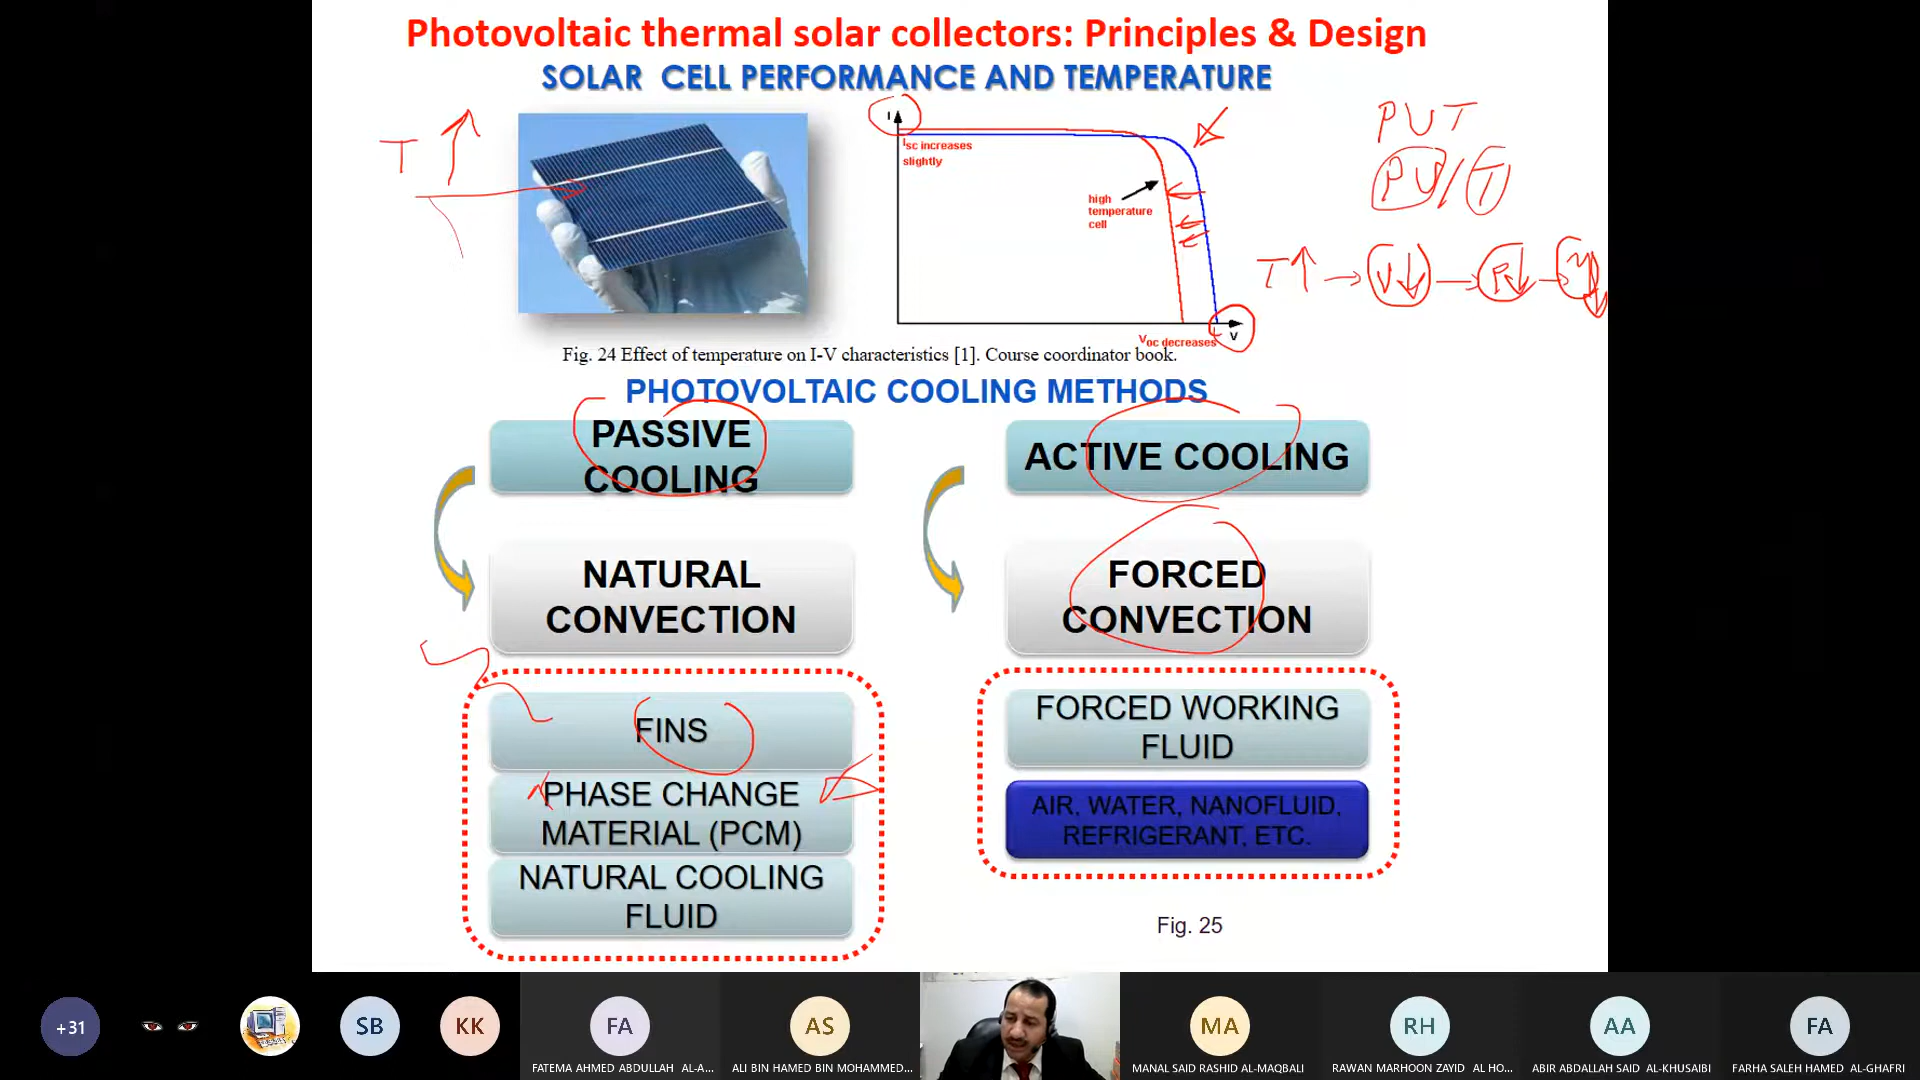 Photovoltaic thermal solar collectors: Principles & Design
SOLAR CELL PERFORMANCE AND TEMPERATURE
T
I
Isc increases
slightly
high
temperature
cell
Voc decreases
V
PVT
PV/T
T↑ → V↓ → P↓ → η↓
Fig. 24 Effect of temperature on I-V characteristics [1]. Course coordinator book.
PHOTOVOLTAIC COOLING METHODS
PASSIVE
COOLING
NATURAL
CONVECTION
FINS
PHASE CHANGE
MATERIAL (PCM)
NATURAL COOLING
FLUID
ACTIVE COOLING
FORCED
CONVECTION
FORCED WORKING
FLUID
AIR, WATER, NANOFLUID,
REFRIGERANT, ETC.
Fig. 25
+31
SB
KK
FA
FATEMA AHMED ABDULLAH AL-A...
AS
ALI BIN HAMED BIN MOHAMMED...
MA
MANAL SAID RASHID AL-MAQBALI
RH
RAWAN MARHOON ZAYID AL HO...
AA
ABIR ABDALLAH SAID AL-KHUSAIBI
FA
FARHA SALEH HAMED AL-GHAFRI